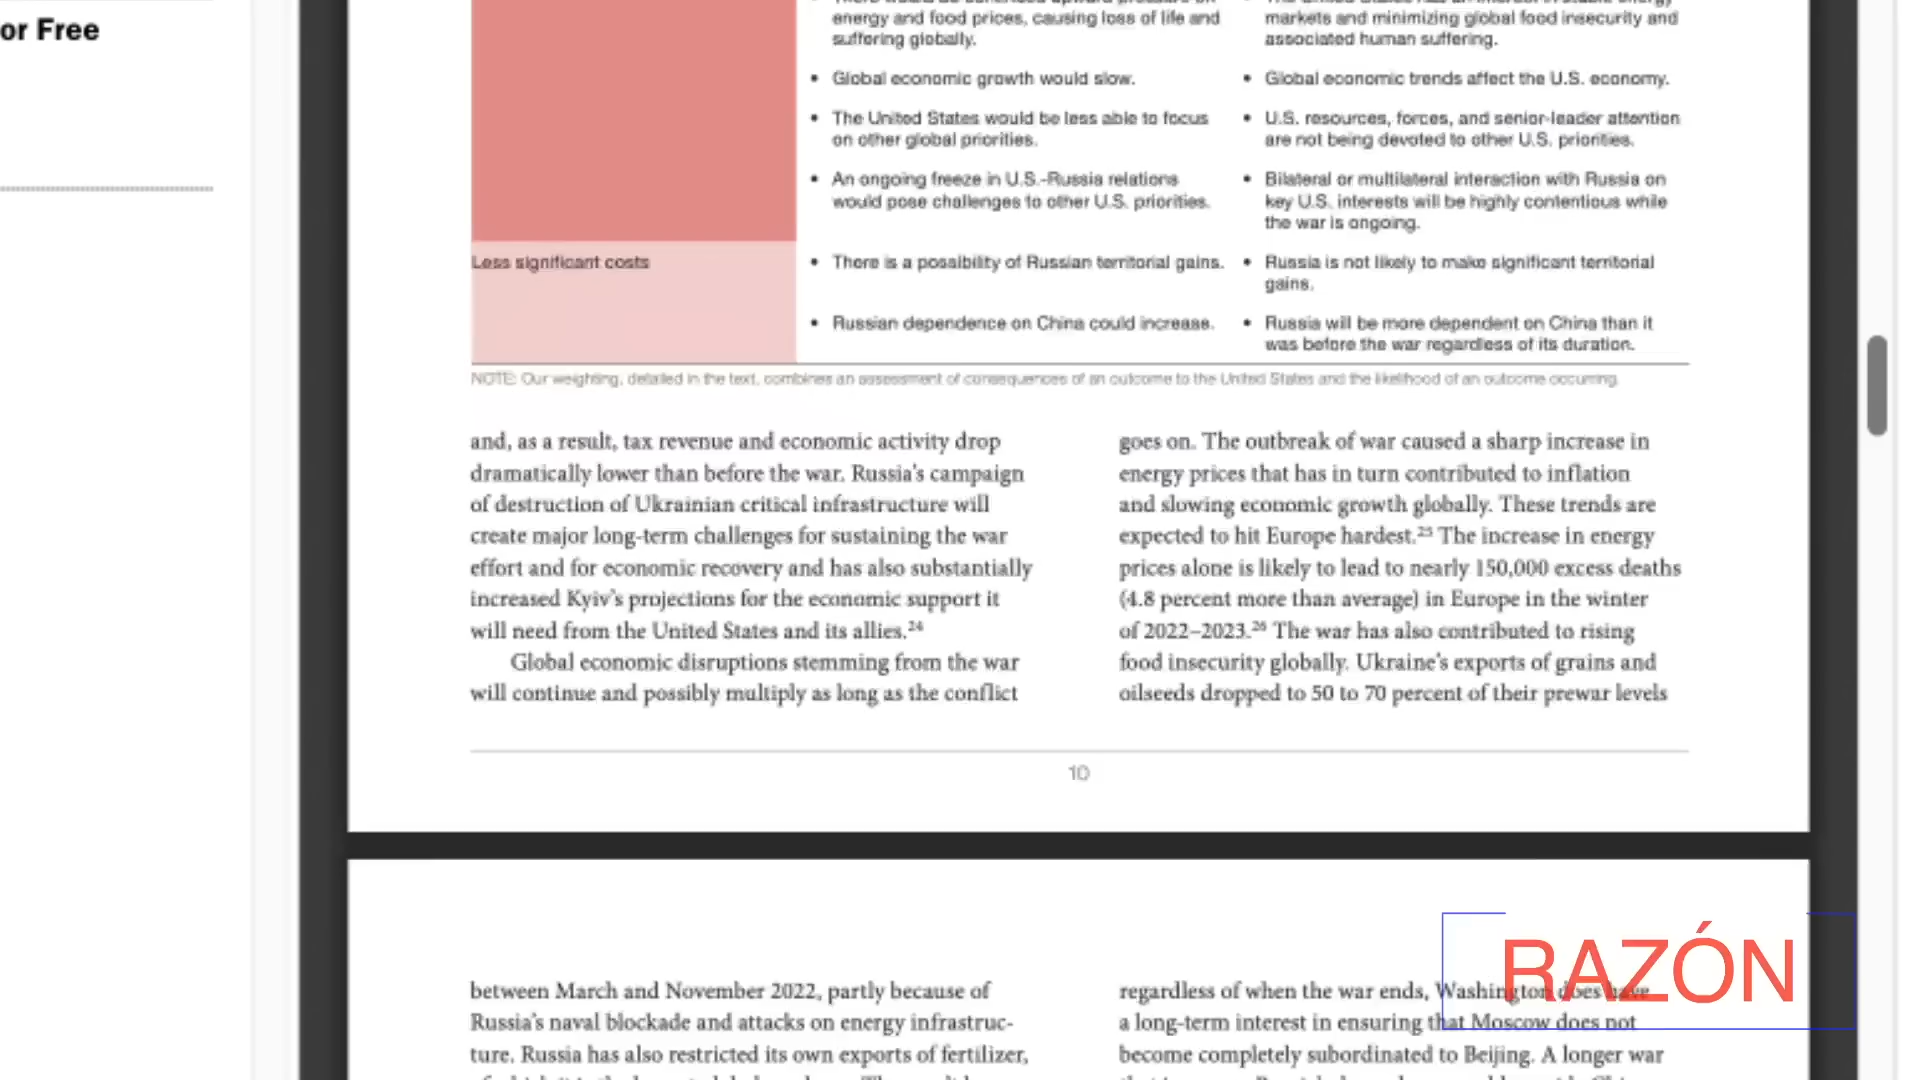 or Free
energy and food prices, causing loss of life and
suffering globally.
markets and minimizing global food insecurity and
associated human suffering.
• Global economic growth would slow.
• Global economic trends affect the U.S. economy.
• The United States would be less able to focus
on other global priorities.
• U.S. resources, forces, and senior-leader attention
are not being devoted to other U.S. priorities.
• An ongoing freeze in U.S.-Russia relations
would pose challenges to other U.S. priorities.
• Bilateral or multilateral interaction with Russia on
key U.S. interests will be highly contentious while
the war is ongoing.
Less significant costs
• There is a possibility of Russian territorial gains.
• Russia is not likely to make significant territorial
gains.
• Russian dependence on China could increase.
• Russia will be more dependent on China than it
was before the war regardless of its duration.
NOTE: Our weighting, detailed in the text, combines an assessment of consequences of an outcome to the United States and the likelihood of an outcome occurring.
and, as a result, tax revenue and economic activity drop
dramatically lower than before the war. Russia's campaign
of destruction of Ukrainian critical infrastructure will
create major long-term challenges for sustaining the war
effort and for economic recovery and has also substantially
increased Kyiv's projections for the economic support it
will need from the United States and its allies.24
Global economic disruptions stemming from the war
will continue and possibly multiply as long as the conflict
goes on. The outbreak of war caused a sharp increase in
energy prices that has in turn contributed to inflation
and slowing economic growth globally. These trends are
expected to hit Europe hardest.25 The increase in energy
prices alone is likely to lead to nearly 150,000 excess deaths
(4.8 percent more than average) in Europe in the winter
of 2022–2023.26 The war has also contributed to rising
food insecurity globally. Ukraine's exports of grains and
oilseeds dropped to 50 to 70 percent of their prewar levels
10
between March and November 2022, partly because of
Russia's naval blockade and attacks on energy infrastruc-
ture. Russia has also restricted its own exports of fertilizer,
regardless of when the war ends, Washington does have
a long-term interest in ensuring that Moscow does not
become completely subordinated to Beijing. A longer war
RAZÓN